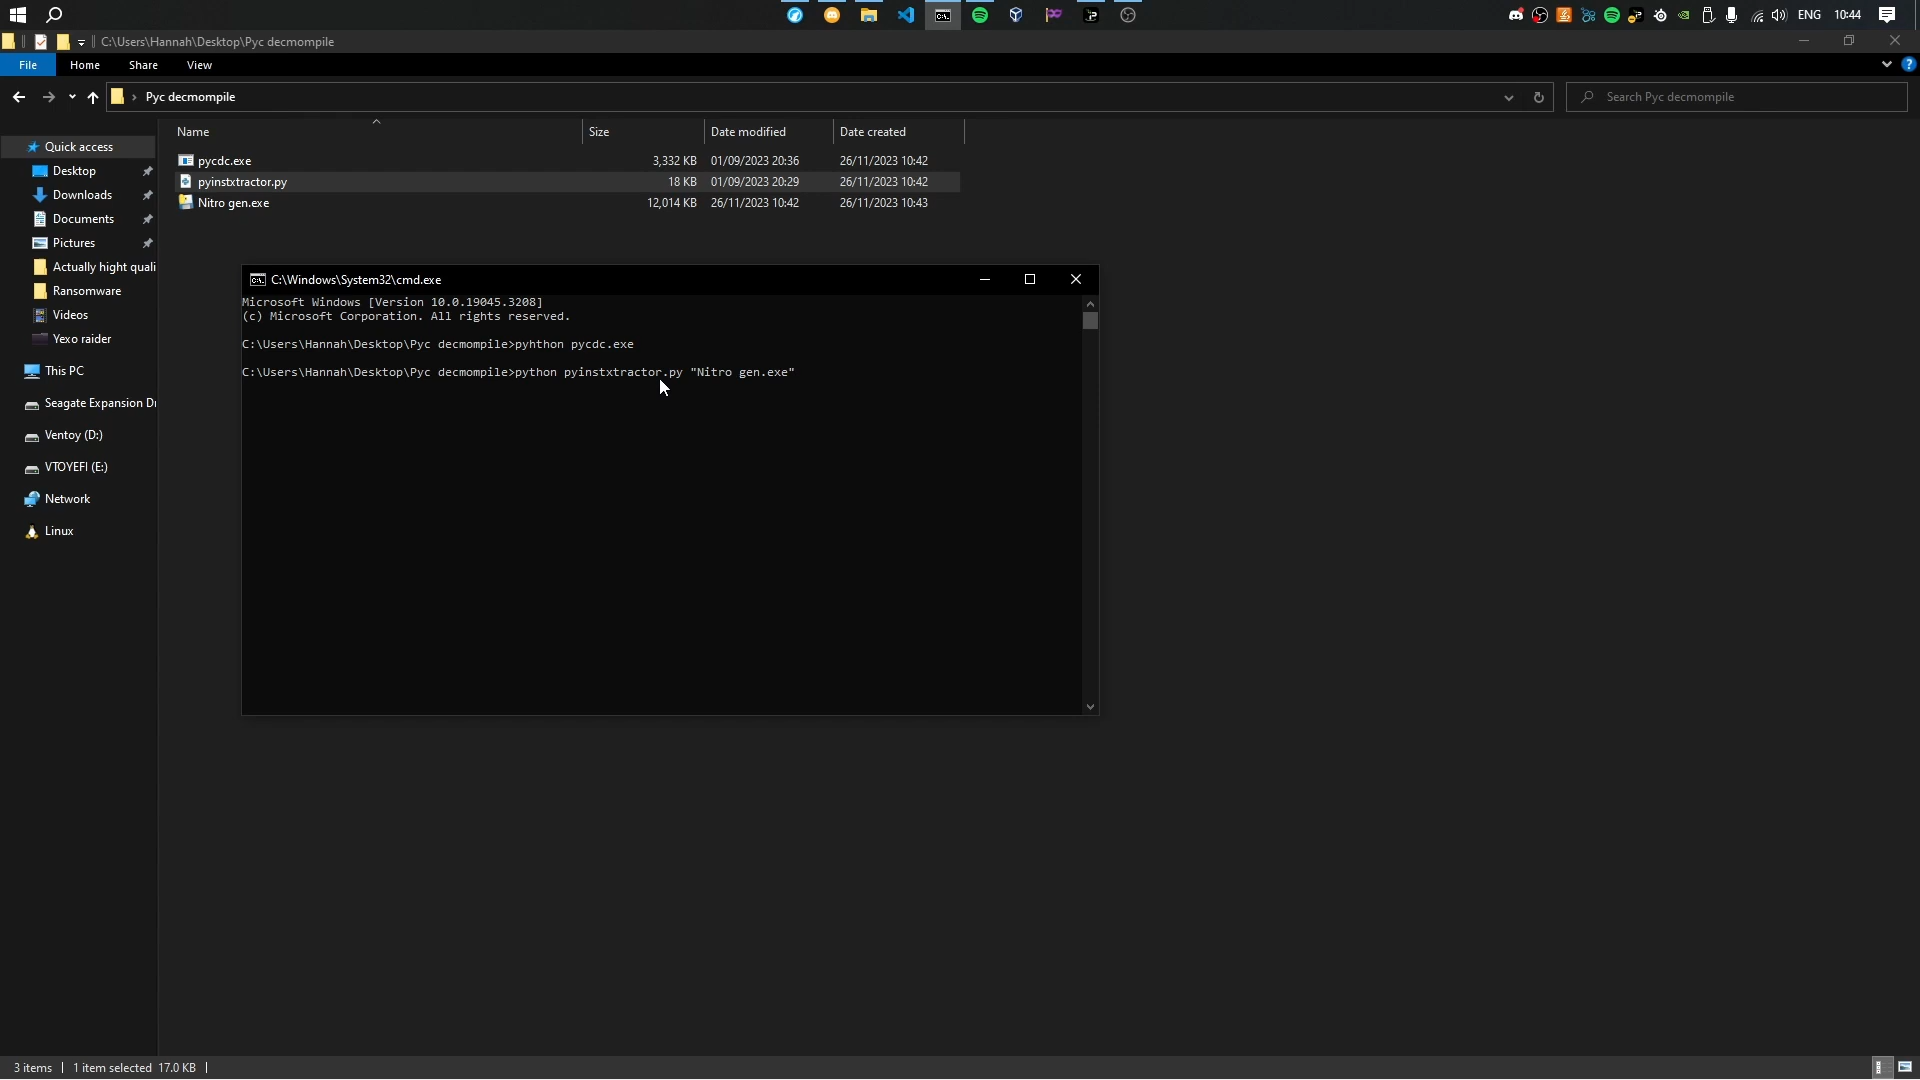 ENG 10:44
C:\Users\Hannah\Desktop\Pyc decmompile
File Home Share View
Pyc decmompile
Search Pyc decmompile
Name Size Date modified Date created
pycdc.exe 3,332 KB 01/09/2023 20:36 26/11/2023 10:42
pyinstxtractor.py 18 KB 01/09/2023 20:29 26/11/2023 10:42
Nitro gen.exe 12,014 KB 26/11/2023 10:42 26/11/2023 10:43
Quick access
Desktop
Downloads
Documents
Pictures
Actually hight quali
Ransomware
Videos
Yexo raider
This PC
Seagate Expansion Dr
Ventoy (D:)
VTOYEFI (E:)
Network
Linux
C:\Windows\System32\cmd.exe
Microsoft Windows [Version 10.0.19045.3208]
(c) Microsoft Corporation. All rights reserved.
C:\Users\Hannah\Desktop\Pyc decmompile>pyhthon pycdc.exe
C:\Users\Hannah\Desktop\Pyc decmompile>python pyinstxtractor.py "Nitro gen.exe"
3 items 1 item selected 17.0 KB